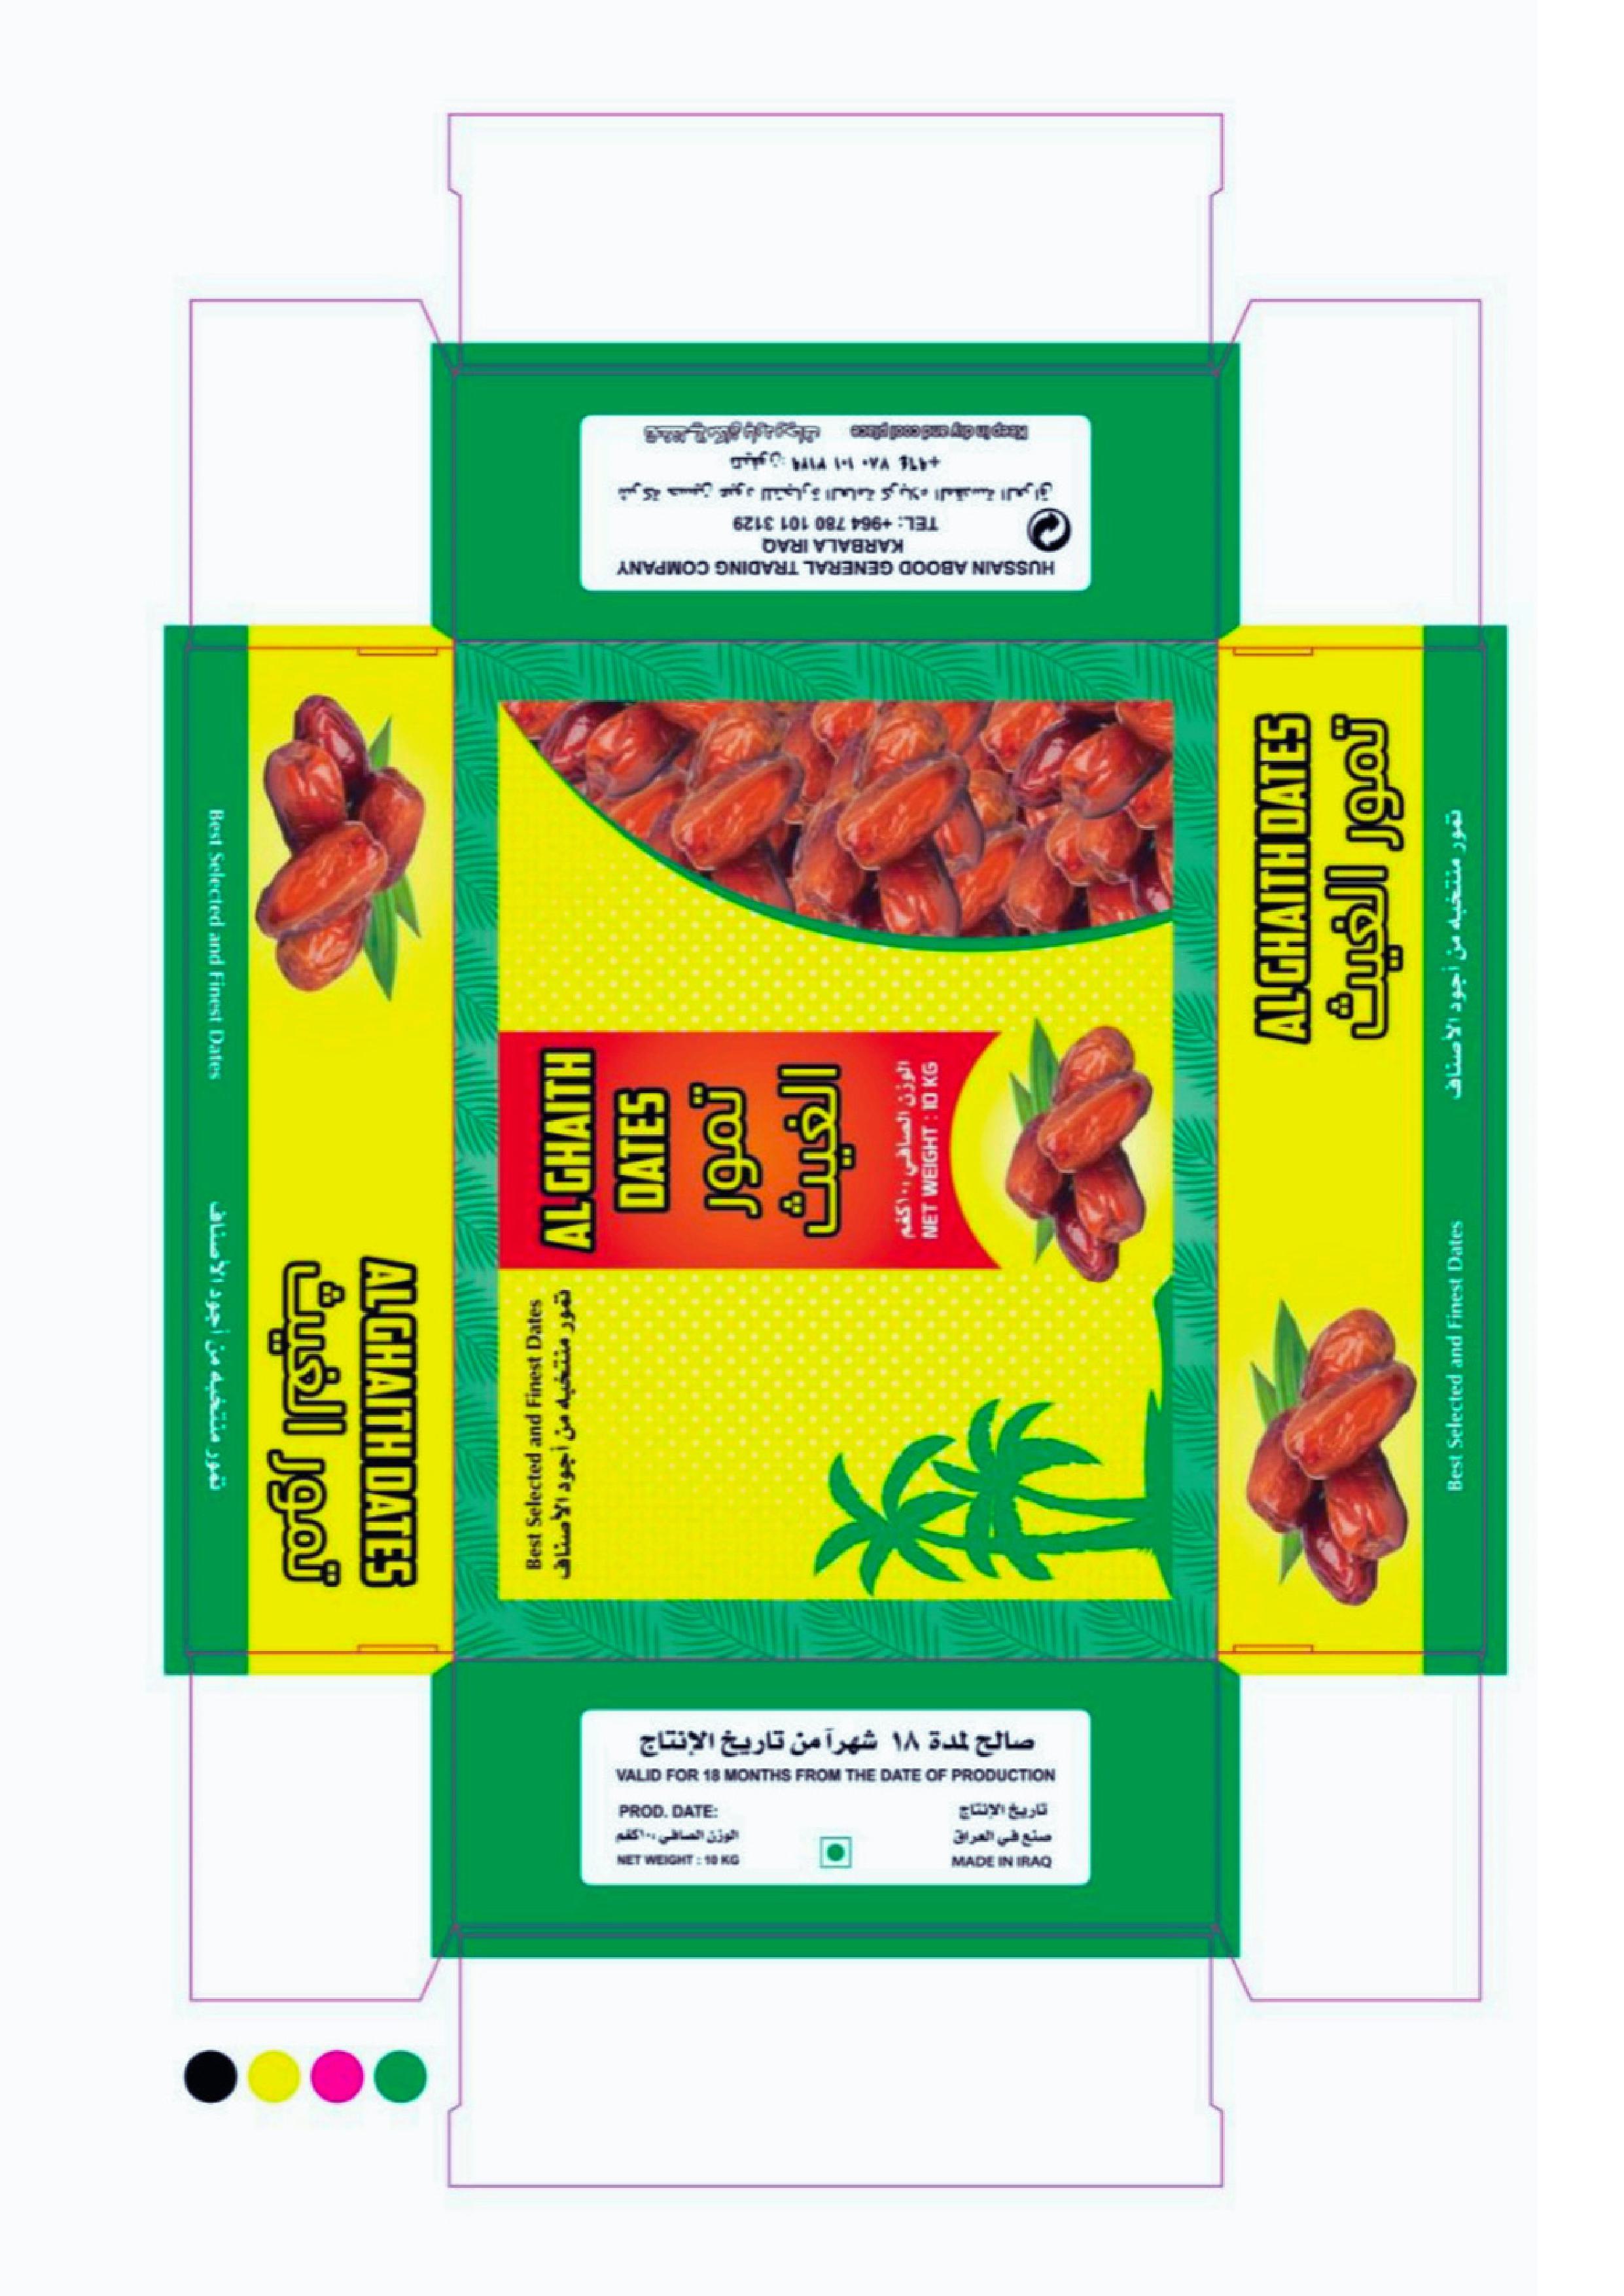 HUSSAIN ABOOD GENERAL TRADING COMPANY
KARBALA IRAQ
TEL.: +964 780 101 3129
Keep in dry and cool place
Best Selected and Finest Dates
تمور منتخبه من أجود الأصناف
تمور الغيث
AL GHAITH DATES
AL GHAITH
DATES
تمور
الغيث
الوزن الصافي :١٠كغم
NET WEIGHT : 10 KG
Best Selected and Finest Dates
تمور منتخبه من أجود الأصناف
AL GHAITH DATES
تمور الغيث
تمور منتخبه من أجود الأصناف
Best Selected and Finest Dates
صالح لمدة ١٨ شهرآ من تاريخ الإنتاج
VALID FOR 18 MONTHS FROM THE DATE OF PRODUCTION
PROD. DATE:
تاريخ الإنتاج
الوزن الصافي :١٠كغم
صنع في العراق
NET WEIGHT : 10 KG
MADE IN IRAQ